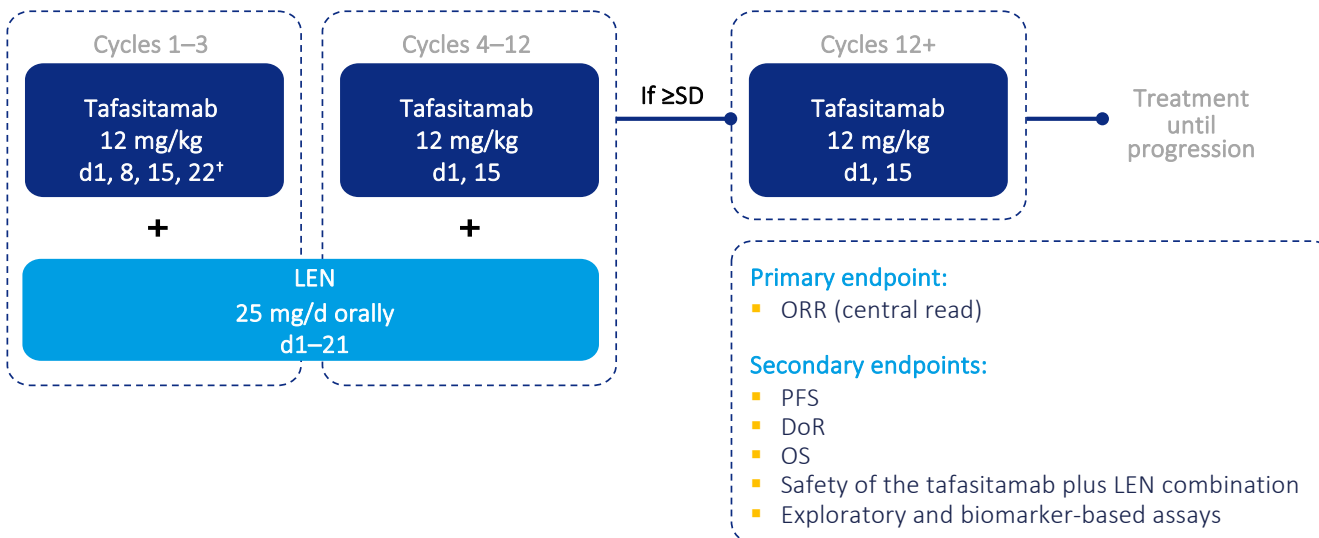 Cycles 1–3
Tafasitamab
12 mg/kg
d1, 8, 15, 22†
+
Cycles 4–12
Tafasitamab
12 mg/kg
d1, 15
+
LEN
25 mg/d orally
d1–21
If ≥SD
Cycles 12+
Tafasitamab
12 mg/kg
d1, 15
Treatment
until
progression
Primary endpoint:
▪ ORR (central read)
Secondary endpoints:
▪ PFS
▪ DoR
▪ OS
▪ Safety of the tafasitamab plus LEN combination
▪ Exploratory and biomarker-based assays